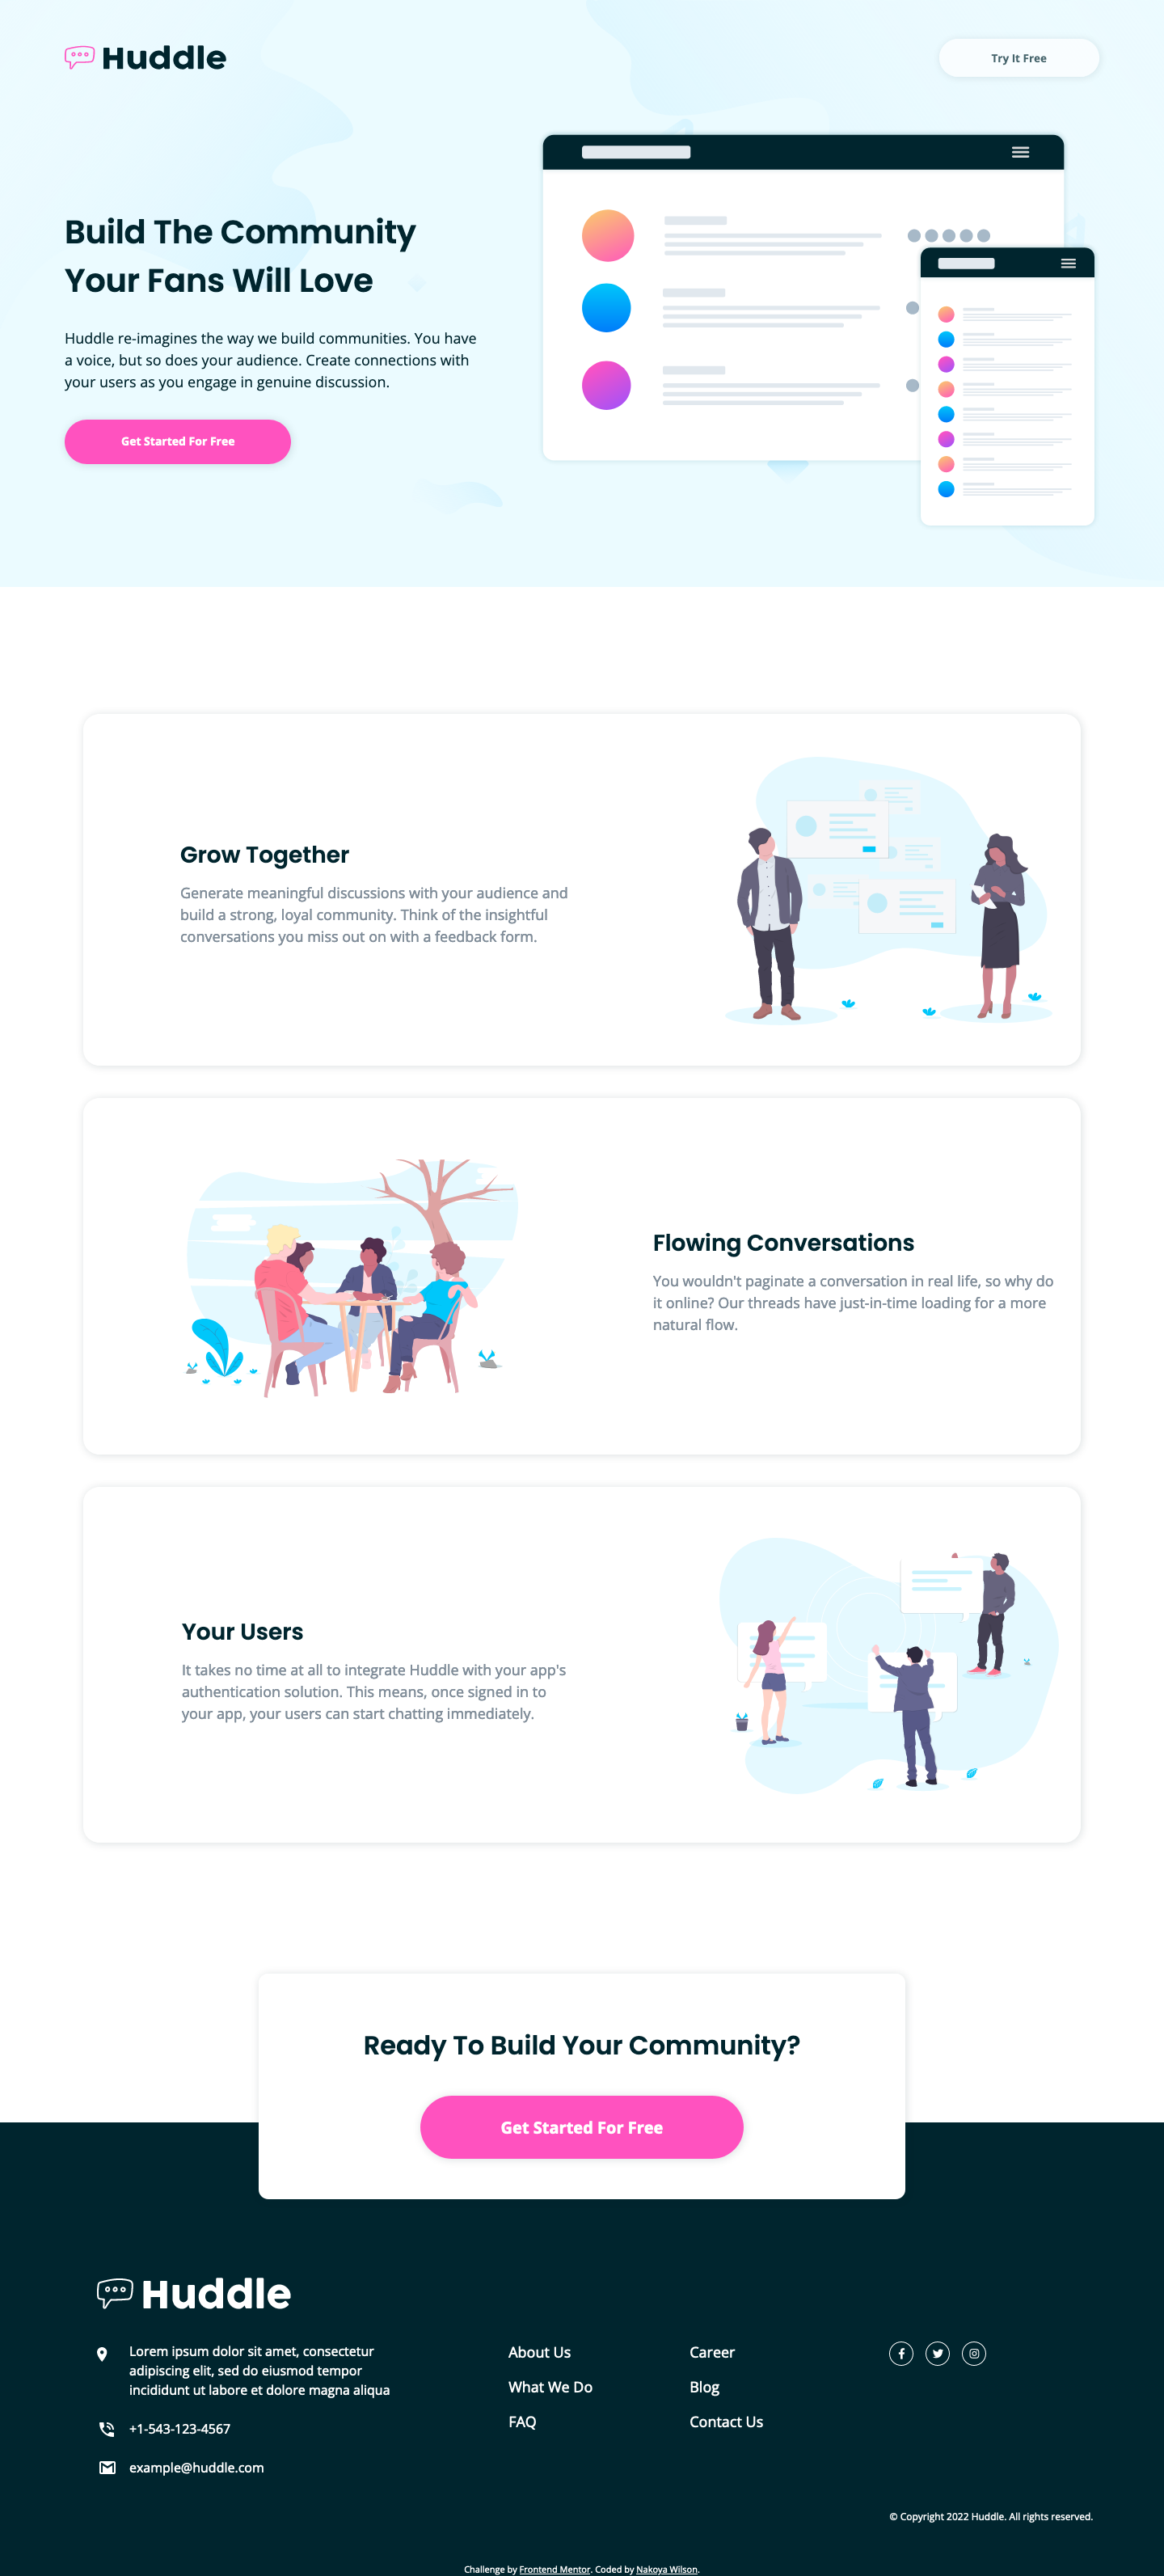 Huddle
Try It Free
Build The Community
Your Fans Will Love
Huddle re-imagines the way we build communities. You have
a voice, but so does your audience. Create connections with
your users as you engage in genuine discussion.
Get Started For Free
Grow Together
Generate meaningful discussions with your audience and
build a strong, loyal community. Think of the insightful
conversations you miss out on with a feedback form.
Flowing Conversations
You wouldn't paginate a conversation in real life, so why do
it online? Our threads have just-in-time loading for a more
natural flow.
Your Users
It takes no time at all to integrate Huddle with your app's
authentication solution. This means, once signed in to
your app, your users can start chatting immediately.
Ready To Build Your Community?
Get Started For Free
Huddle
Lorem ipsum dolor sit amet, consectetur
adipiscing elit, sed do eiusmod tempor
incididunt ut labore et dolore magna aliqua
+1-543-123-4567
example@huddle.com
About Us
What We Do
FAQ
Career
Blog
Contact Us
© Copyright 2022 Huddle. All rights reserved.
Challenge by Frontend Mentor. Coded by Nakoya Wilson.